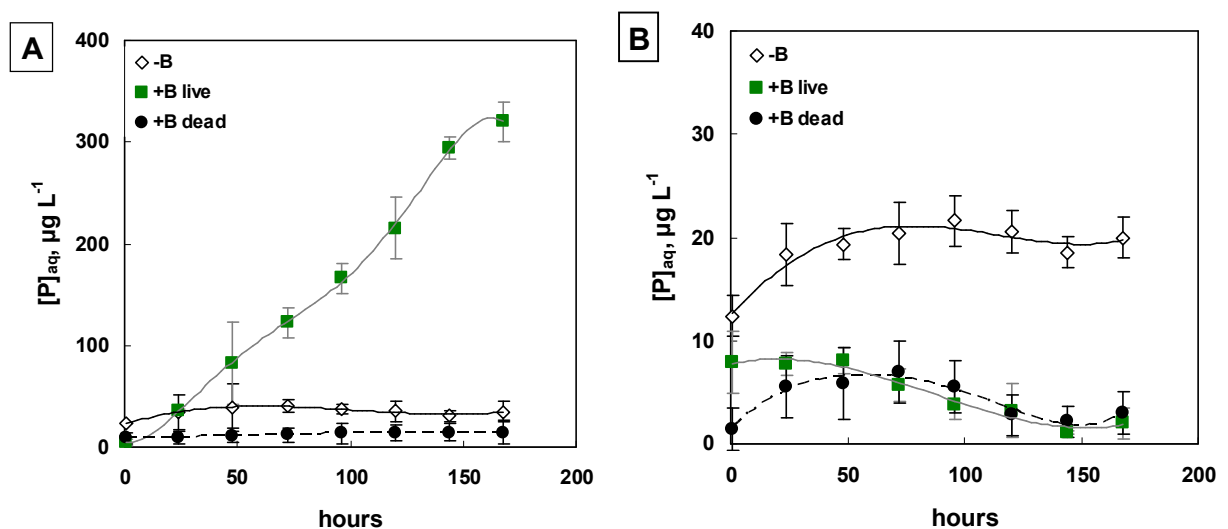 A
400
300
200
100
0
[P]aq, µg L-1
-B
+B live
+B dead
0 50 100 150 200
hours
B
40
30
20
10
0
[P]aq, µg L-1
-B
+B live
+B dead
0 50 100 150 200
hours